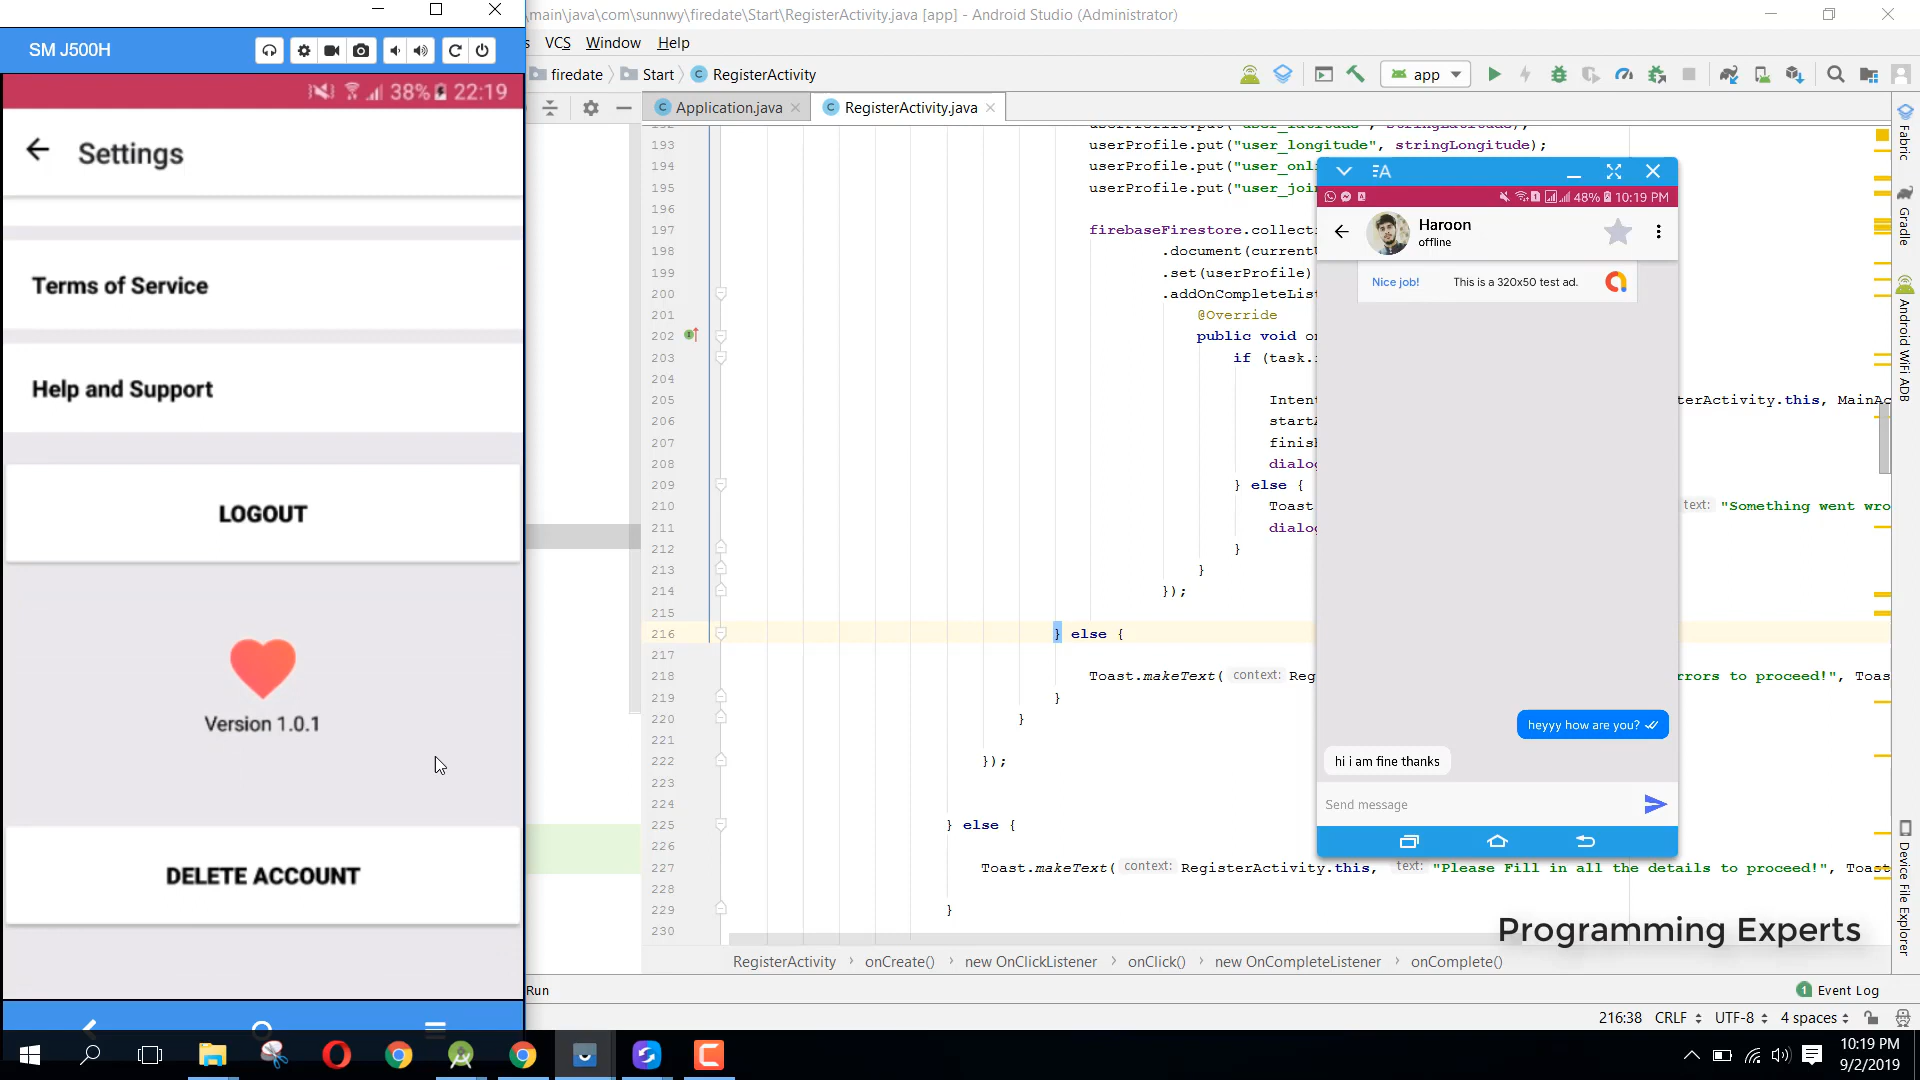 SM J500H
38% 22:19
Settings
Terms of Service
Help and Support
LOGOUT
Version 1.0.1
DELETE ACCOUNT
\main\java\com\sunnwy\firedate\Start\RegisterActivity.java [app] - Android Studio (Administrator)
VCS Window Help
firedate Start RegisterActivity
app
Application.java RegisterActivity.java
193 userProfile.put("user_longitude", stringLongitude);
194 userProfile.put("user_onli
195 userProfile.put("user_joi
196
197 firebaseFirestore.collecti
198 .document(current
199 .set(userProfile)
200 .addOnCompleteList
201 @Override
202 public void on
203 if (task.i
204
205 Intent
terActivity.this, MainAc
206 startA
207 finish
208 dialog
209 } else {
210 Toast
text: "Something went wro
211 dialog
212 }
213 }
214 });
215
216 } else {
217
218 Toast.makeText( context: Reg
rrors to proceed!", Toas
219 }
220 }
221
222 });
223
224
225 } else {
226
227 Toast.makeText( context: RegisterActivity.this, text: "Please Fill in all the details to proceed!", Toast
228
229 }
230
48% 10:19 PM
Haroon
offline
Nice job! This is a 320x50 test ad.
heyyy how are you?
hi i am fine thanks
Send message
Fabric
Gradle
Android WiFi ADB
Device File Explorer
Programming Experts
RegisterActivity onCreate() new OnClickListener onClick() new OnCompleteListener onComplete()
Run
1 Event Log
216:38 CRLF UTF-8 4 spaces
10:19 PM
9/2/2019